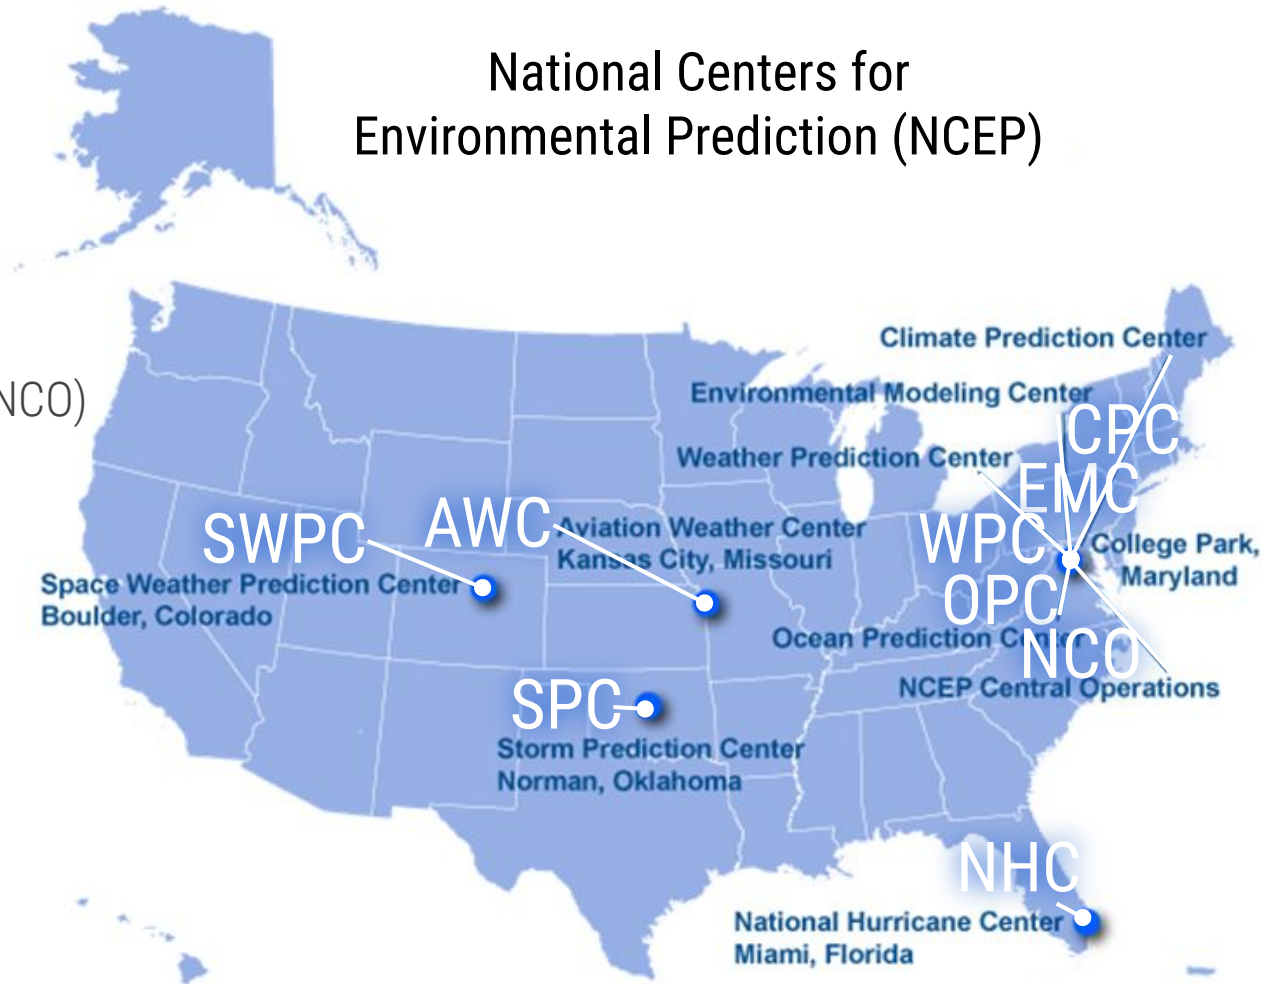 National Centers for
Environmental Prediction (NCEP)
Climate Prediction Center
NCO)
Environmental Modeling Center
CPC
Weather Prediction Center
EMC
SWPC
AWC
Aviation Weather Center
Kansas City, Missouri
WPC
College Park,
Maryland
Space Weather Prediction Center
Boulder, Colorado
OPC
Ocean Prediction Center
NCO
NCEP Central Operations
SPC
Storm Prediction Center
Norman, Oklahoma
NHC
National Hurricane Center
Miami, Florida